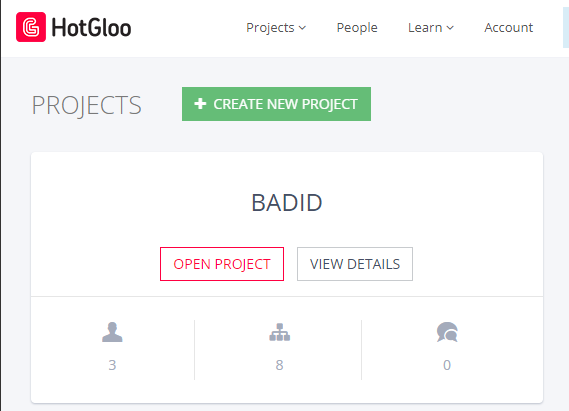 HotGloo
Projects People Learn Account
PROJECTS
CREATE NEW PROJECT
BADID
OPEN PROJECT VIEW DETAILS
3 8 0